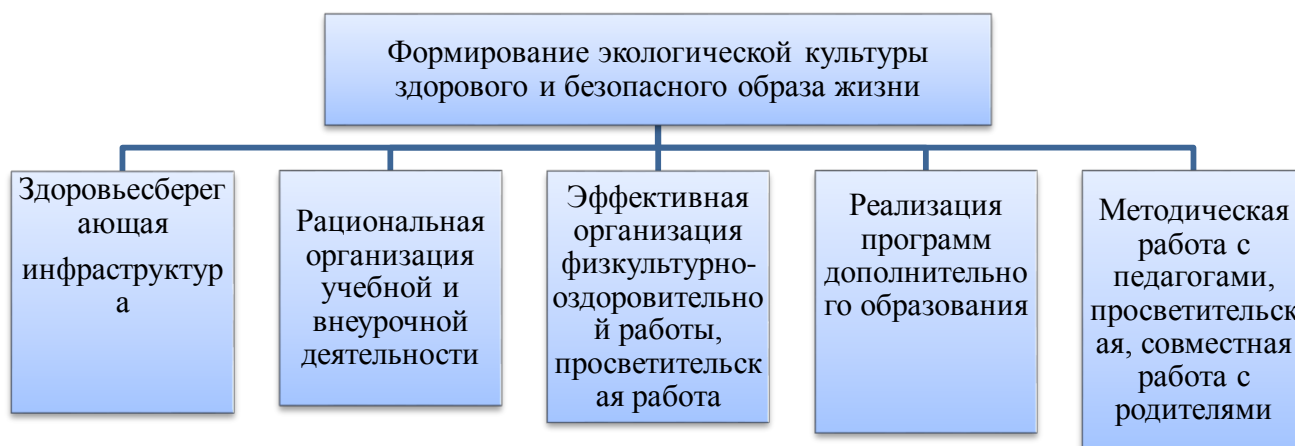 Формирование экологической культуры
здорового и безопасного образа жизни
Здоровьесберег
ающая
инфраструктур
а
Рациональная
организация
учебной и
внеурочной
деятельности
Эффективная
организация
физкультурно-
оздоровительно
й работы,
просветительск
ая работа
Реализация
программ
дополнительно
го образования
Методическая
работа с
педагогами,
просветительск
ая, совместная
работа с
родителями